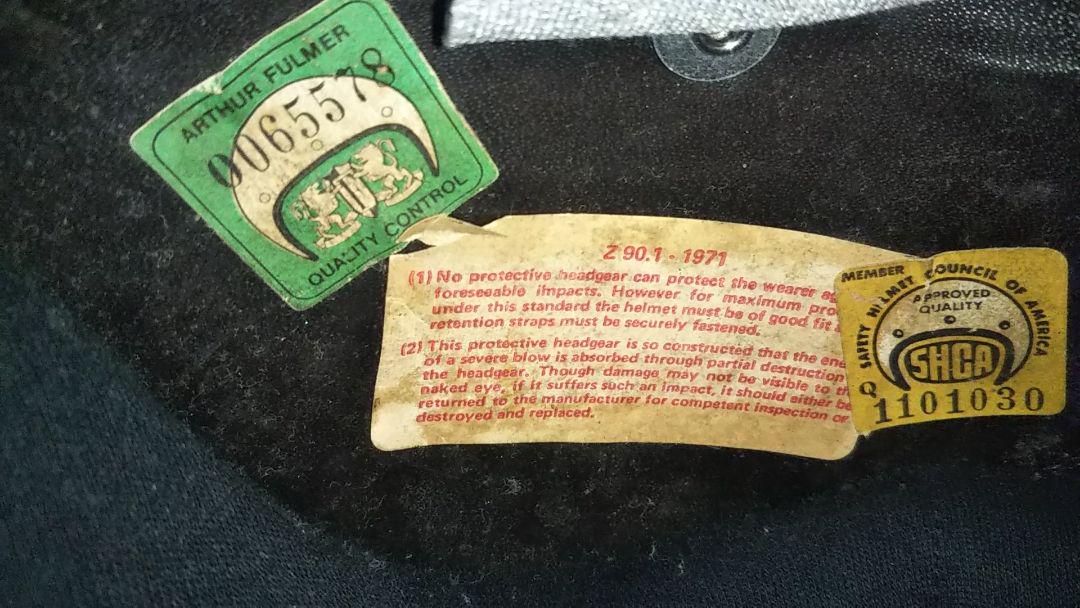 ARTHUR FULMER
0065578
QUALITY CONTROL
Z 90.1 - 1971
(1) No protective headgear can protect the wearer ag
foreseeable impacts. However for maximum pro
under this standard the helmet must be of good fit
retention straps must be securely fastened.
(2) This protective headgear is so constructed that the ene
of a severe blow is absorbed through partial destruction
the headgear. Though damage may not be visible to th
naked eye, if it suffers such an impact, it should either be
returned to the manufacturer for competent inspection or
destroyed and replaced.
MEMBER
SAFETY HELMET COUNCIL OF AMERICA
APPROVED
QUALITY
SHCA
Q
1101030